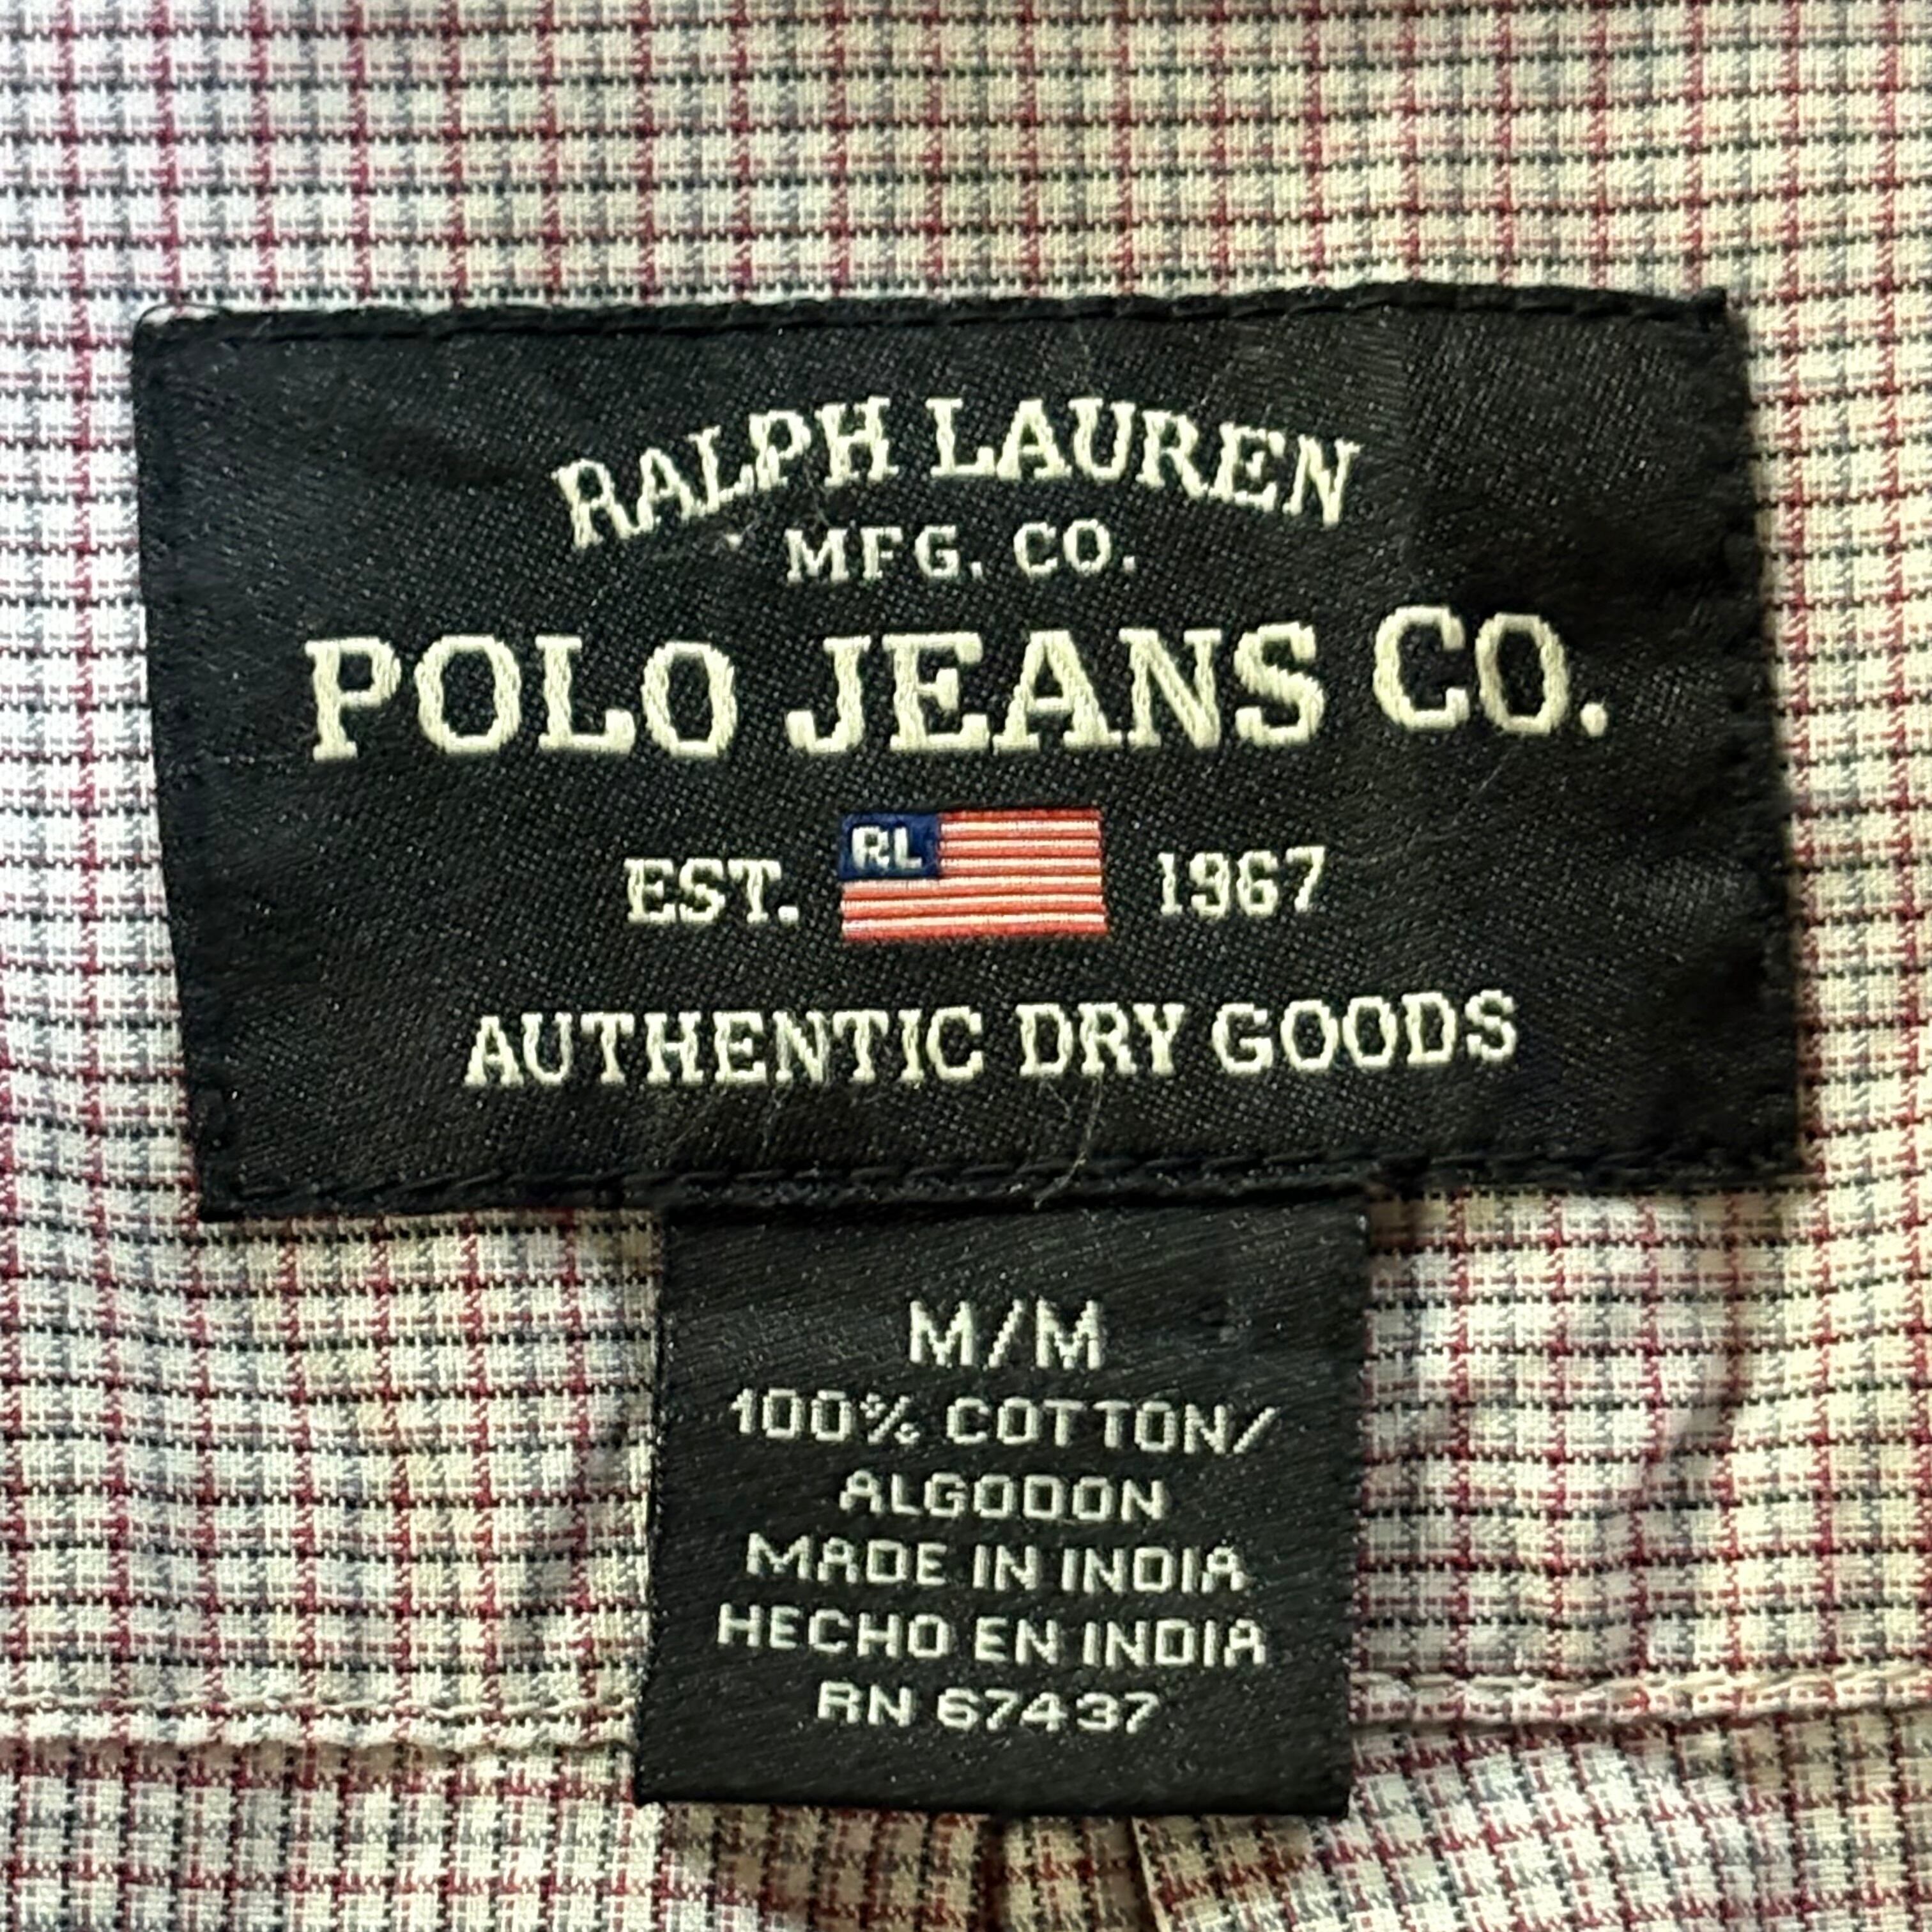 RALPH LAUREN
MFG. CO.
POLO JEANS CO.
RL
EST. 1967
AUTHENTIC DRY GOODS
M/M
100% COTTON/
ALGODON
MADE IN INDIA
HECHO EN INDIA
RN 67437